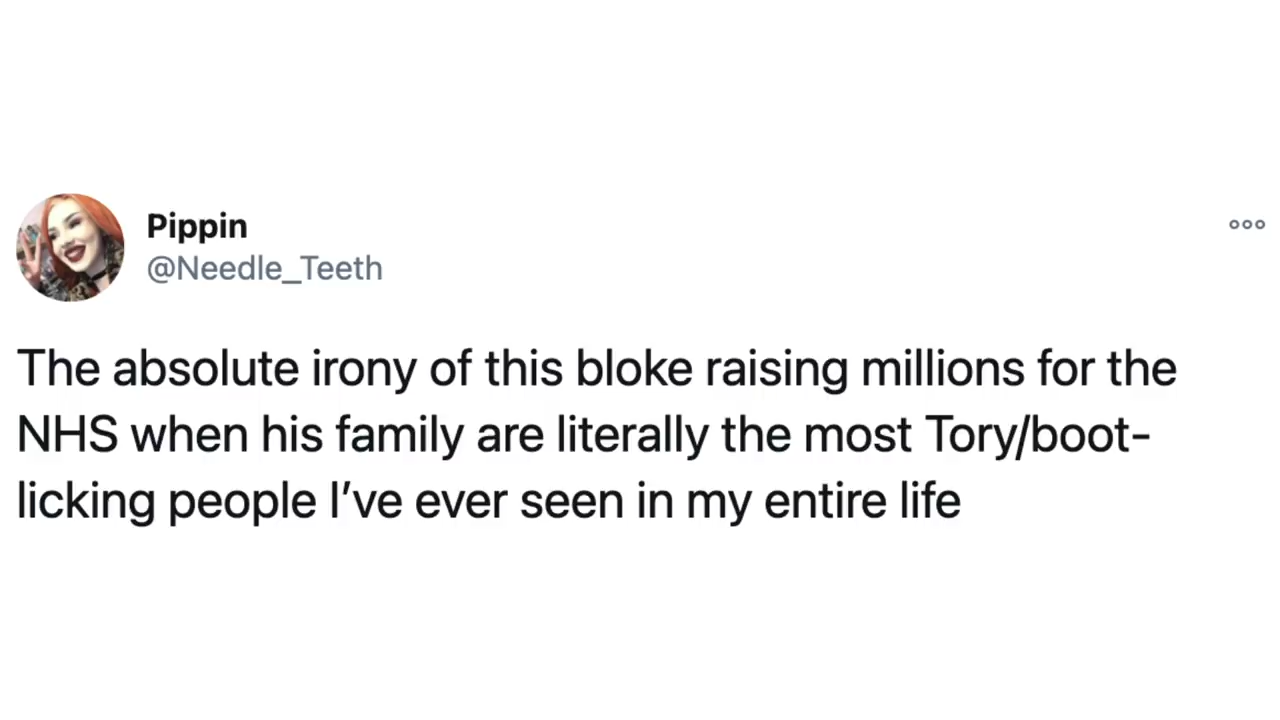 Pippin
@Needle_Teeth
The absolute irony of this bloke raising millions for the
NHS when his family are literally the most Tory/boot-
licking people I’ve ever seen in my entire life